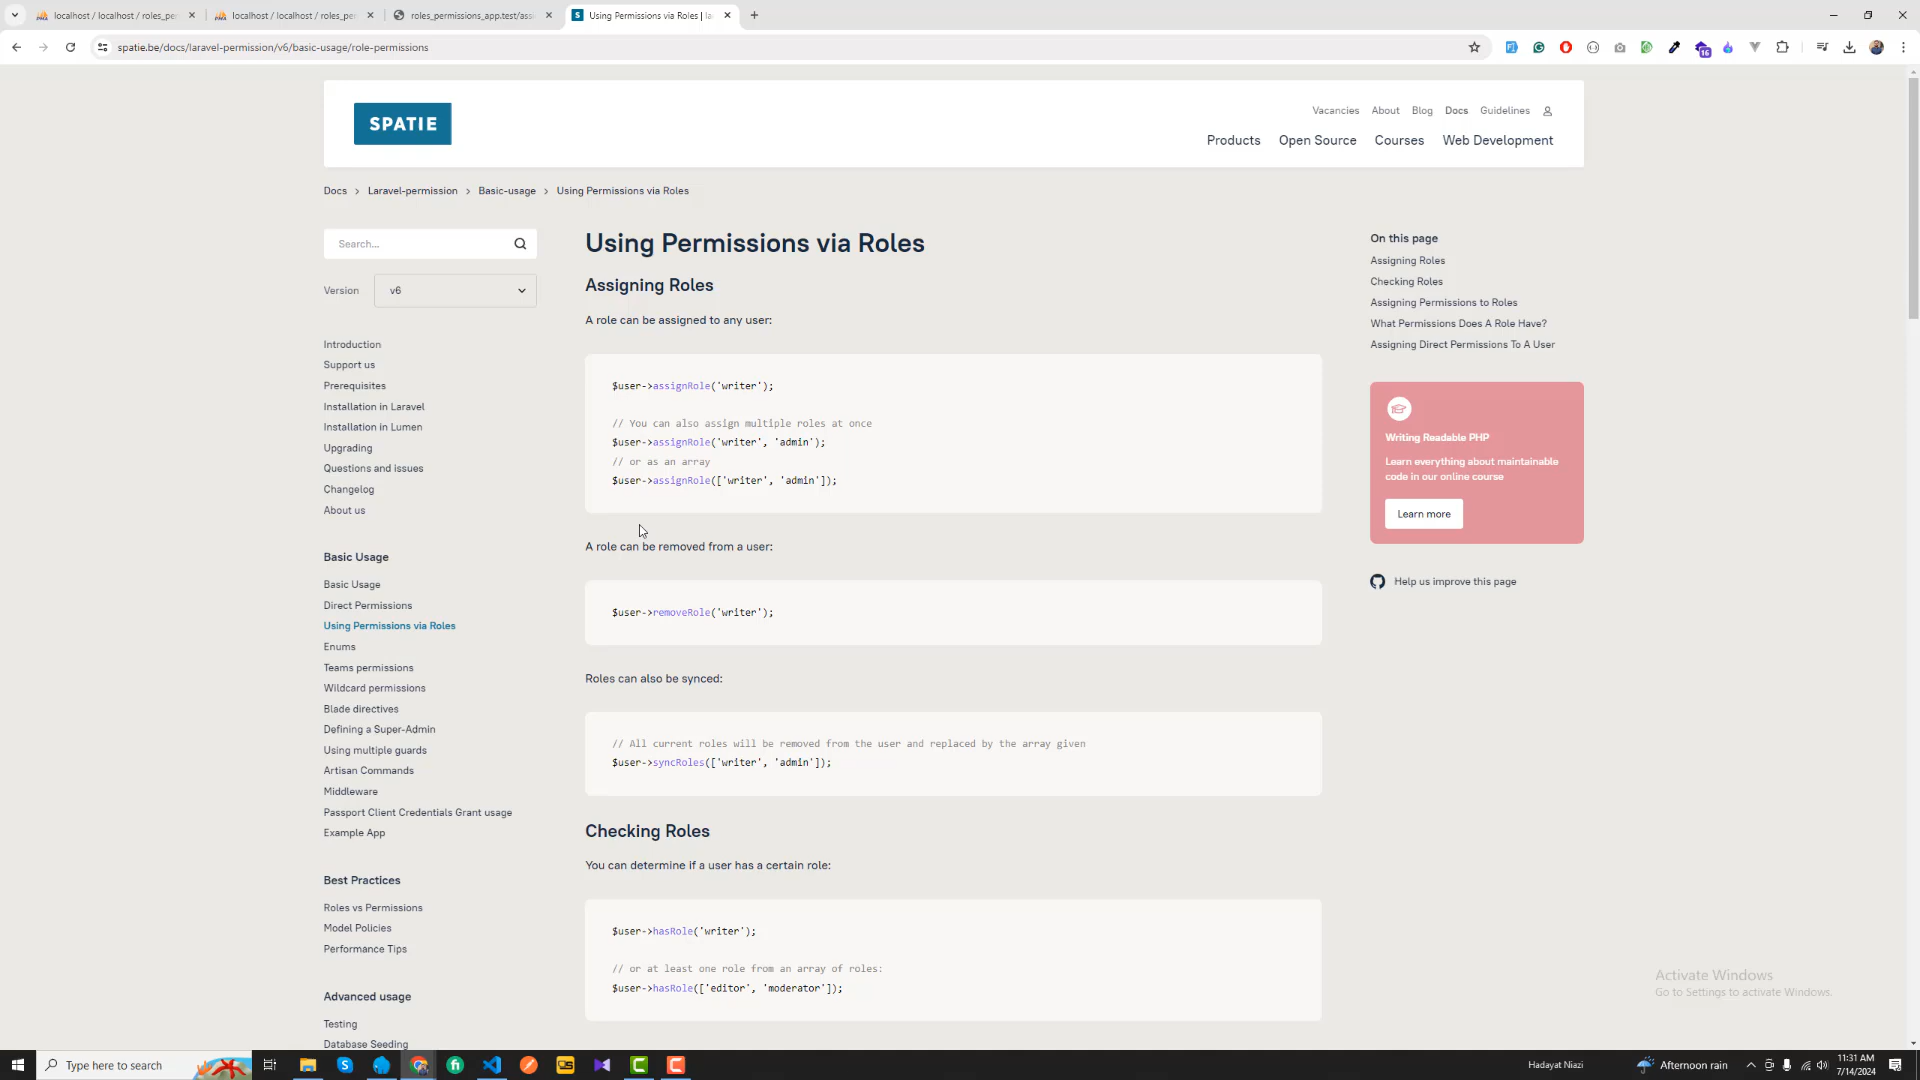 localhost / localhost / roles_pe
localhost / localhost / roles_pe
roles_permissions_app.test/ass
Using Permissions via Roles | la
spatie.be/docs/laravel-permission/v6/basic-usage/role-permissions
16
SPATIE
Vacancies About Blog Docs Guidelines
Products Open Source Courses Web Development
Docs > Laravel-permission > Basic-usage > Using Permissions via Roles
Search...
Version v6
Introduction
Support us
Prerequisites
Installation in Laravel
Installation in Lumen
Upgrading
Questions and issues
Changelog
About us
Basic Usage
Basic Usage
Direct Permissions
Using Permissions via Roles
Enums
Teams permissions
Wildcard permissions
Blade directives
Defining a Super-Admin
Using multiple guards
Artisan Commands
Middleware
Passport Client Credentials Grant usage
Example App
Best Practices
Roles vs Permissions
Model Policies
Performance Tips
Advanced usage
Testing
Database Seeding
Using Permissions via Roles
Assigning Roles
A role can be assigned to any user:
$user->assignRole('writer');
// You can also assign multiple roles at once
$user->assignRole('writer', 'admin');
// or as an array
$user->assignRole(['writer', 'admin']);
A role can be removed from a user:
$user->removeRole('writer');
Roles can also be synced:
// All current roles will be removed from the user and replaced by the array given
$user->syncRoles(['writer', 'admin']);
Checking Roles
You can determine if a user has a certain role:
$user->hasRole('writer');
// or at least one role from an array of roles:
$user->hasRole(['editor', 'moderator']);
On this page
Assigning Roles
Checking Roles
Assigning Permissions to Roles
What Permissions Does A Role Have?
Assigning Direct Permissions To A User
Writing Readable PHP
Learn everything about maintainable
code in our online course
Learn more
Help us improve this page
Activate Windows
Go to Settings to activate Windows.
Type here to search
Hadayat Niazi
Afternoon rain
11:31 AM
7/14/2024